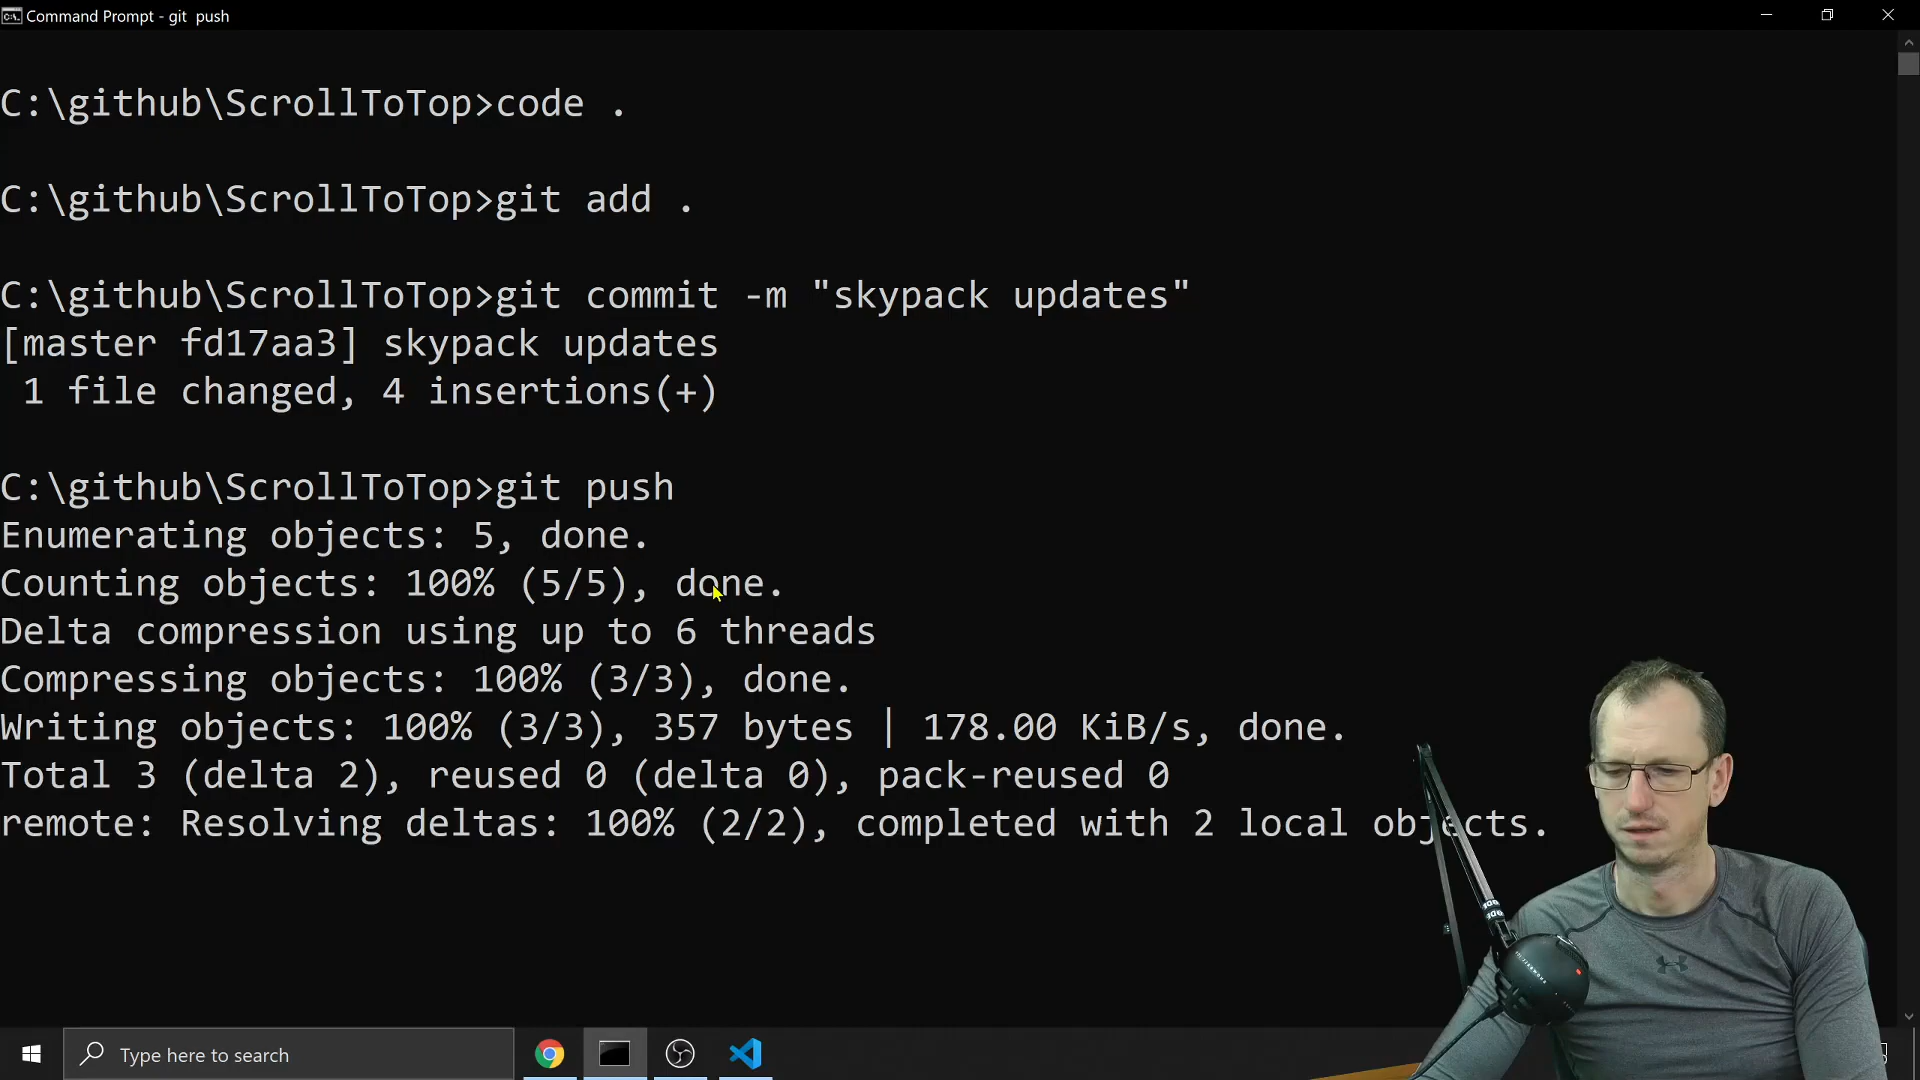 Command Prompt - git  push
C:\github\ScrollToTop>code .
C:\github\ScrollToTop>git add .
C:\github\ScrollToTop>git commit -m "skypack updates"
[master fd17aa3] skypack updates
 1 file changed, 4 insertions(+)
C:\github\ScrollToTop>git push
Enumerating objects: 5, done.
Counting objects: 100% (5/5), done.
Delta compression using up to 6 threads
Compressing objects: 100% (3/3), done.
Writing objects: 100% (3/3), 357 bytes | 178.00 KiB/s, done.
Total 3 (delta 2), reused 0 (delta 0), pack-reused 0
remote: Resolving deltas: 100% (2/2), completed with 2 local objects.
Type here to search